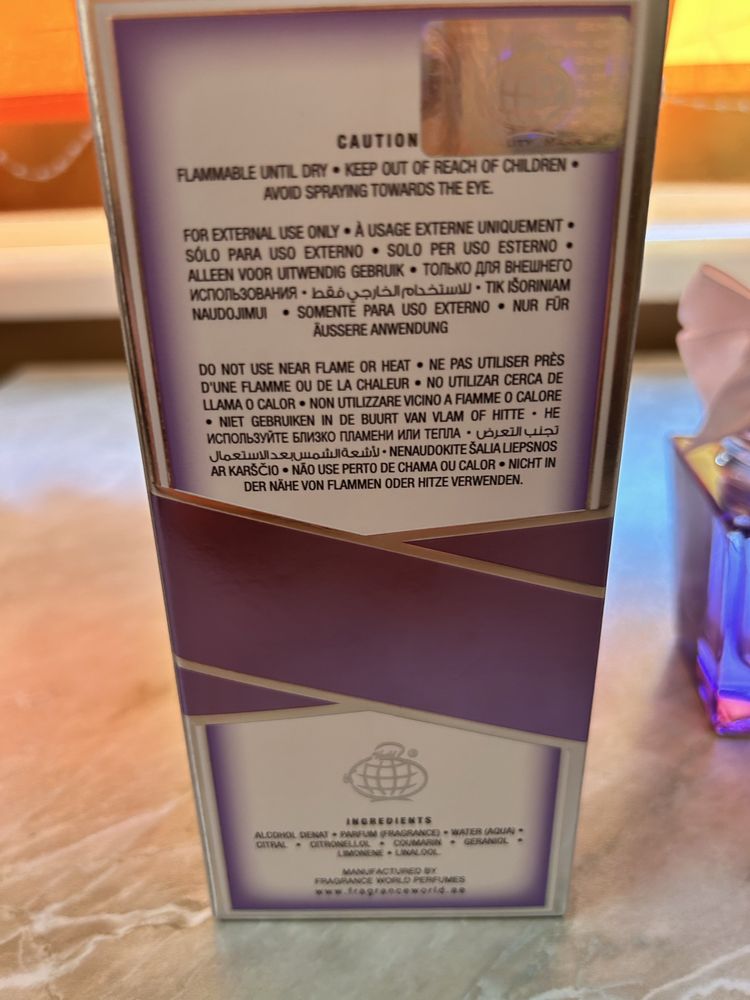 CAUTION
FLAMMABLE UNTIL DRY • KEEP OUT OF REACH OF CHILDREN •
AVOID SPRAYING TOWARDS THE EYE.
FOR EXTERNAL USE ONLY • À USAGE EXTERNE UNIQUEMENT •
SÓLO PARA USO EXTERNO • SOLO PER USO ESTERNO •
ALLEEN VOOR UITWENDIG GEBRUIK • ТОЛЬКО ДЛЯ ВНЕШНЕГО
ИСПОЛЬЗОВАНИЯ • للاستخدام الخارجي فقط • TIK IŠORINIAM
NAUDOJIMUI • SOMENTE PARA USO EXTERNO • NUR FÜR
ÄUSSERE ANWENDUNG
DO NOT USE NEAR FLAME OR HEAT • NE PAS UTILISER PRÈS
D'UNE FLAMME OU DE LA CHALEUR • NO UTILIZAR CERCA DE
LLAMA O CALOR • NON UTILIZZARE VICINO A FIAMME O CALORE
• NIET GEBRUIKEN IN DE BUURT VAN VLAM OF HITTE • НЕ
ИСПОЛЬЗУЙТЕ БЛИЗКО ПЛАМЕНИ ИЛИ ТЕПЛА • تجنب التعرض
لأشعة الشمس بعد الاستعمال • NENAUDOKITE ŠALIA LIEPSNOS
AR KARŠČIO • NÃO USE PERTO DE CHAMA OU CALOR • NICHT IN
DER NÄHE VON FLAMMEN ODER HITZE VERWENDEN.
INGREDIENTS
ALCOHOL DENAT • PARFUM (FRAGRANCE) • WATER (AQUA) •
CITRAL • CITRONELLOL • COUMARIN • GERANIOL •
LIMONENE • LINALOOL.
MANUFACTURED BY
FRAGRANCE WORLD PERFUMES
www.fragranceworld.ae